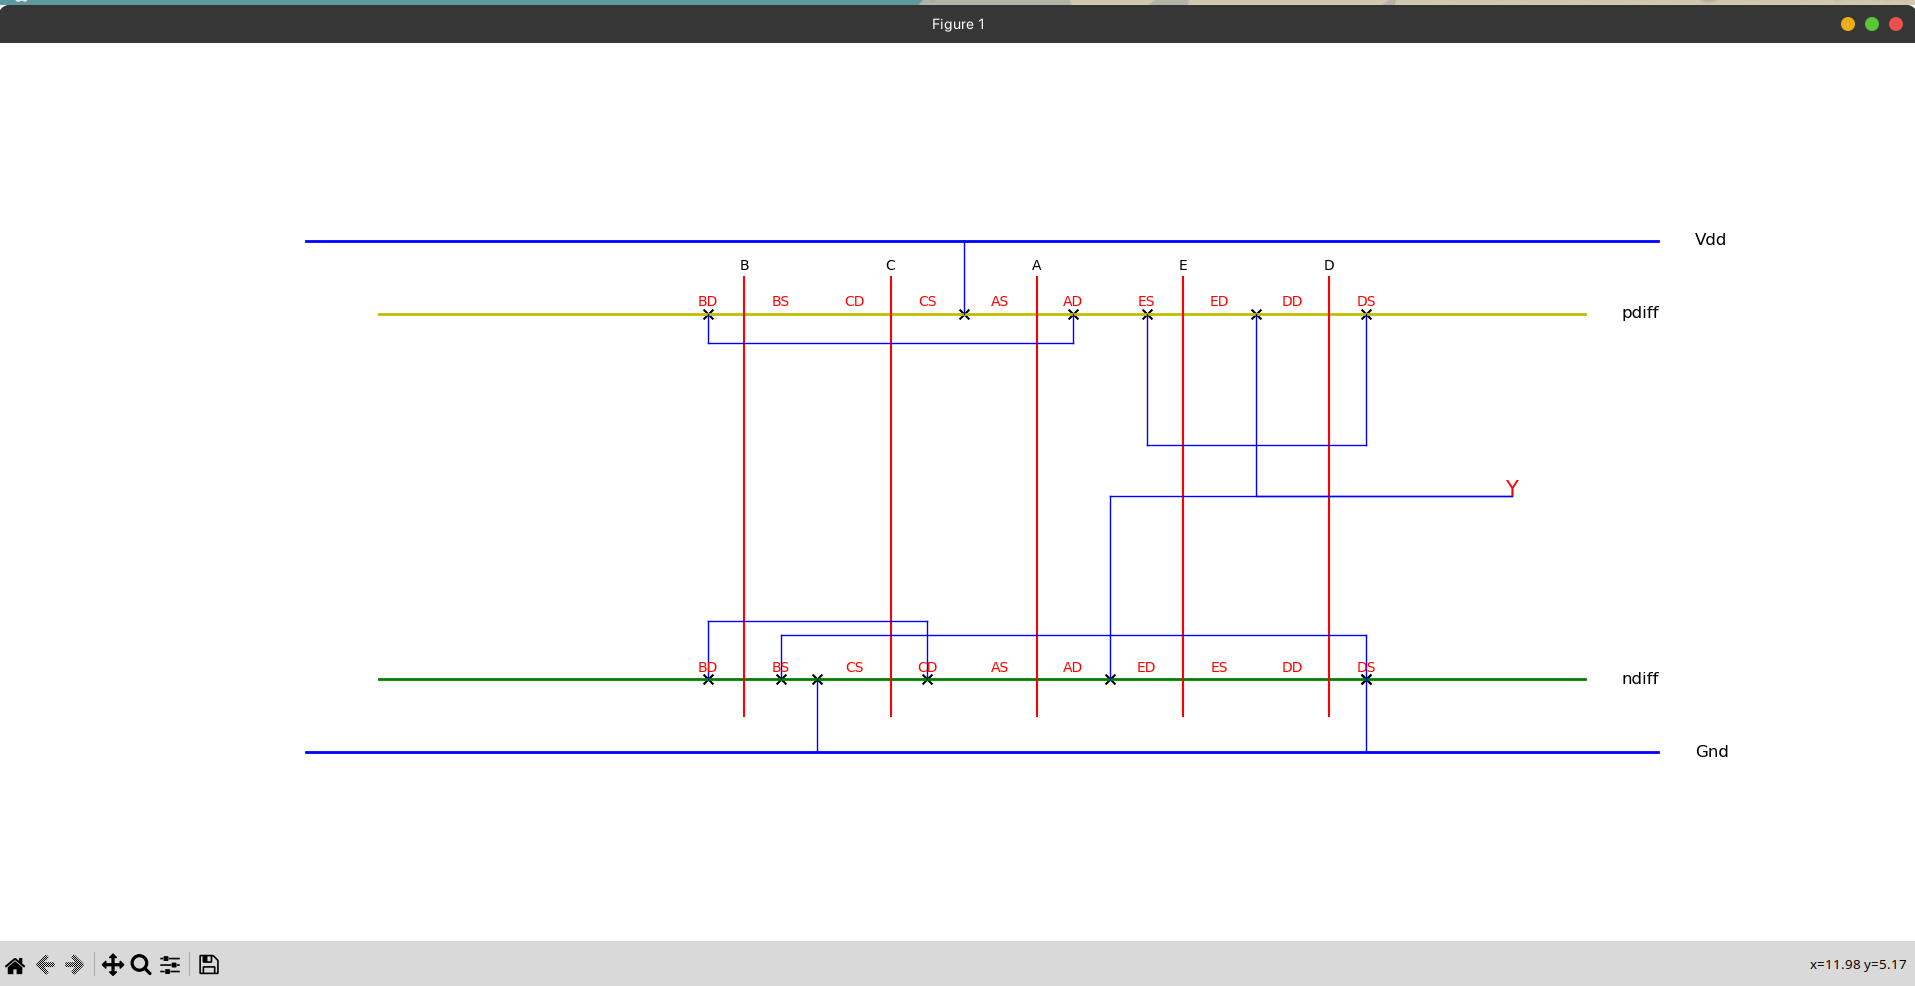 Figure 1
Vdd
B C A E D
BD BS CD CS AS AD ES ED DD DS
pdiff
Y
BD BS CS CD AS AD ED ES DD DS
ndiff
Gnd
x=11.98 y=5.17